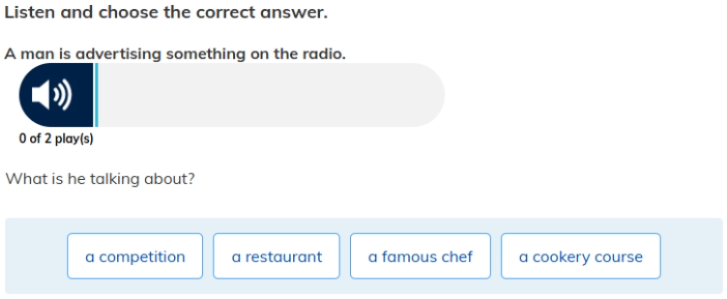 Listen and choose the correct answer.
A man is advertising something on the radio.
0 of 2 play(s)
What is he talking about?
a competition a restaurant a famous chef a cookery course